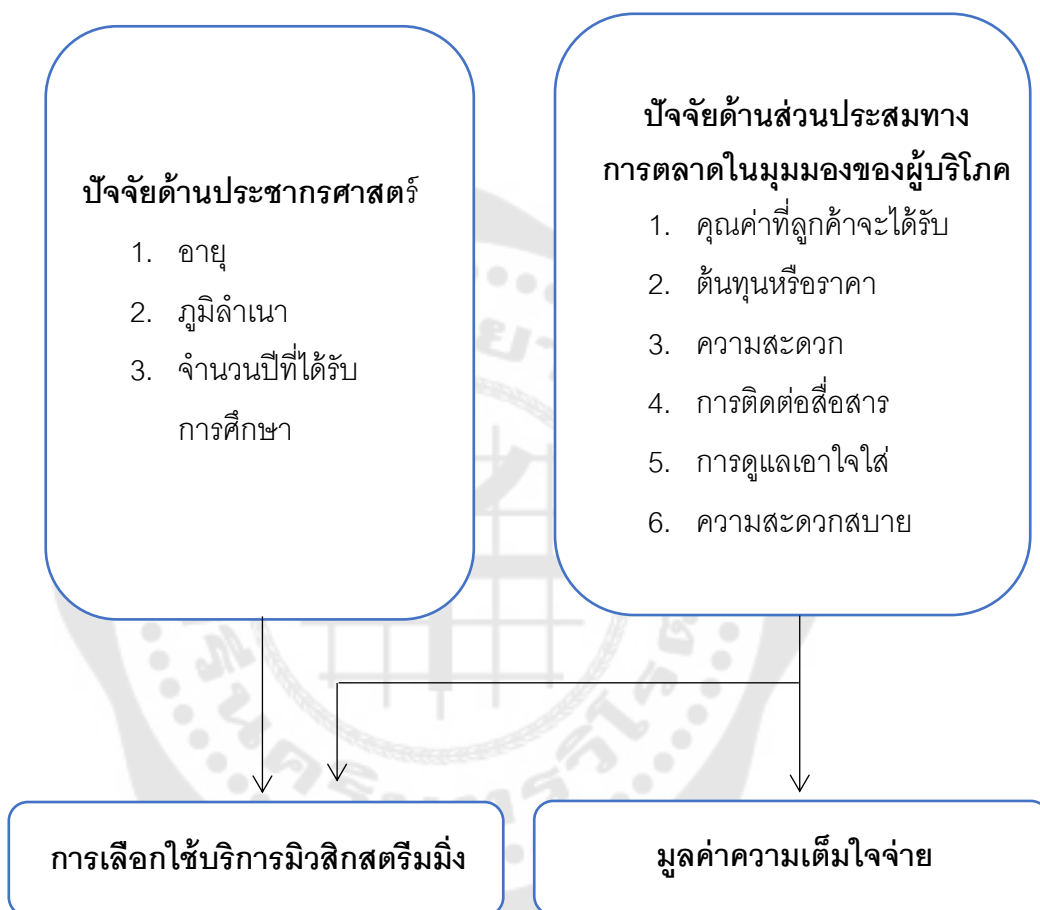 ปัจจัยด้านประชากรศาสตร์
1. อายุ
2. ภูมิลำเนา
3. จำนวนปีที่ได้รับ
การศึกษา
ปัจจัยด้านส่วนประสมทาง
การตลาดในมุมมองของผู้บริโภค
1. คุณค่าที่ลูกค้าจะได้รับ
2. ต้นทุนหรือราคา
3. ความสะดวก
4. การติดต่อสื่อสาร
5. การดูแลเอาใจใส่
6. ความสะดวกสบาย
การเลือกใช้บริการมิวสิกสตรีมมิ่ง
มูลค่าความเต็มใจจ่าย